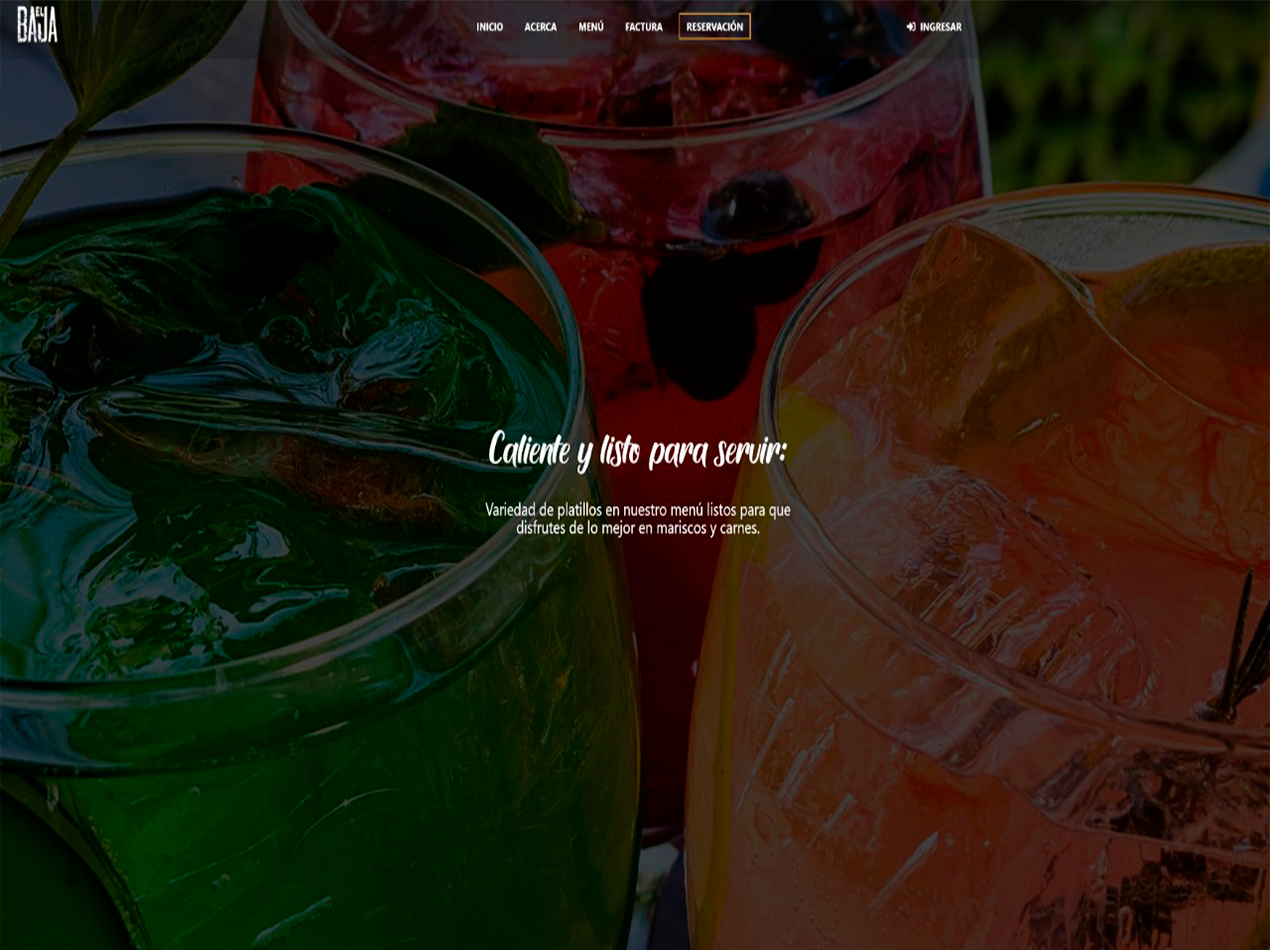 EL
BAJA
INICIO ACERCA MENÚ FACTURA RESERVACIÓN INGRESAR
Caliente y listo para servir:
Variedad de platillos en nuestro menú listos para que
disfrutes de lo mejor en mariscos y carnes.